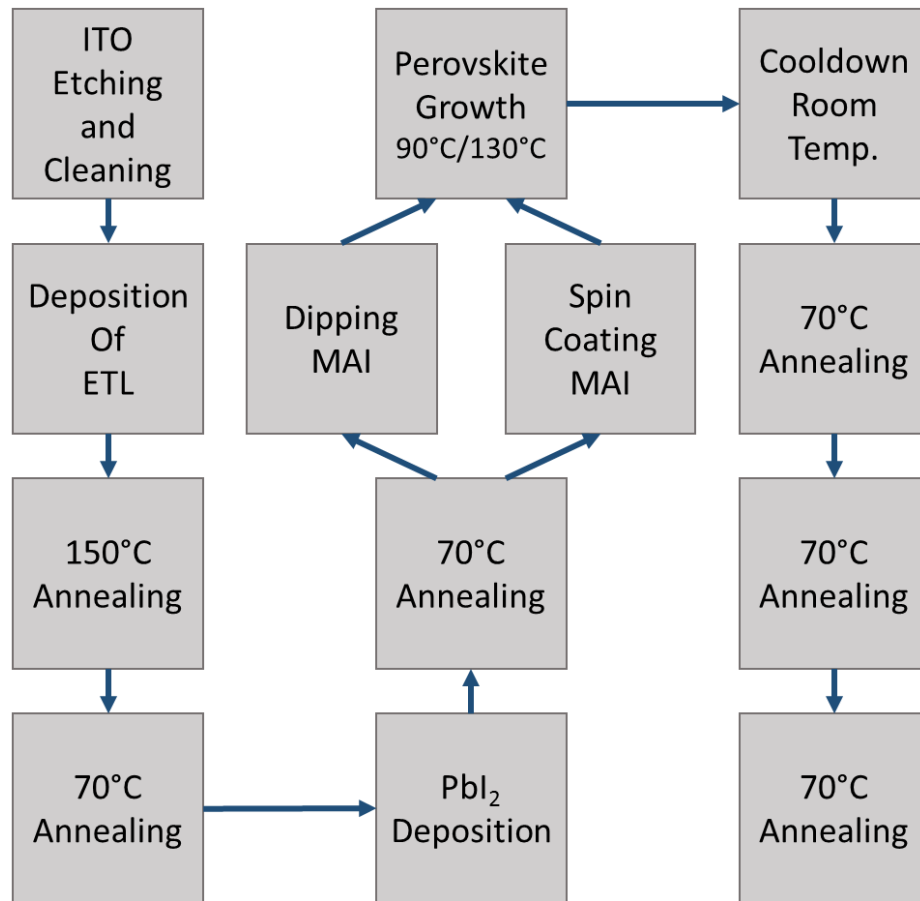 ITO
Etching
and
Cleaning
Deposition
Of
ETL
150°C
Annealing
70°C
Annealing
PbI₂
Deposition
70°C
Annealing
Dipping
MAI
Spin
Coating
MAI
Perovskite
Growth
90°C/130°C
Cooldown
Room
Temp.
70°C
Annealing
70°C
Annealing
70°C
Annealing